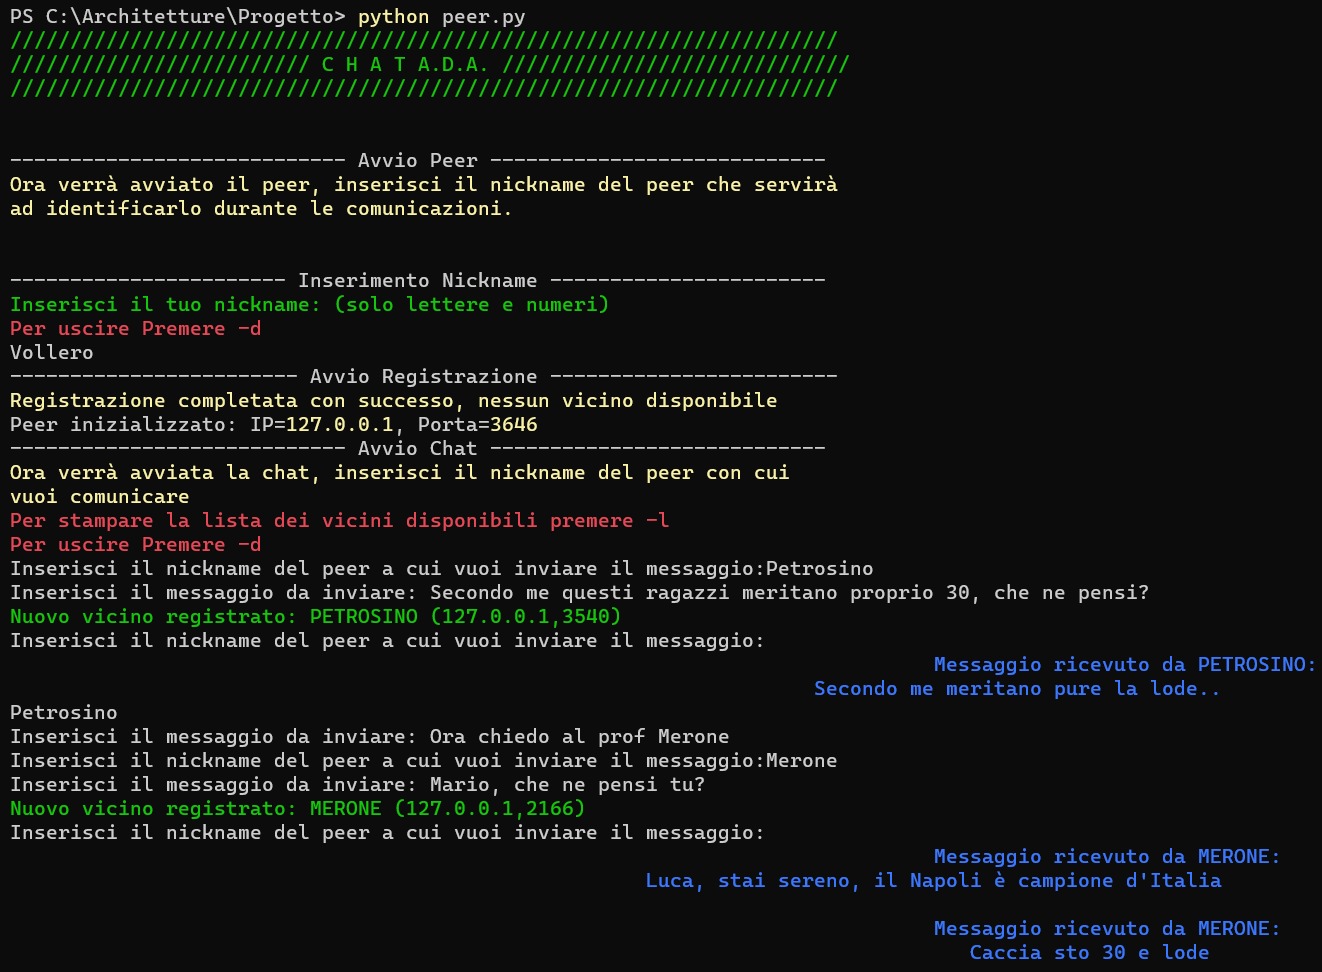 PS C:\Architetture\Progetto> python peer.py
/////////////////////////////////////////////////////////////////////
/////////////////////////// C H A T A.D.A. /////////////////////////////
/////////////////////////////////////////////////////////////////////
---------------------------- Avvio Peer ----------------------------
Ora verrà avviato il peer, inserisci il nickname del peer che servirà
ad identificarlo durante le comunicazioni.
----------------------- Inserimento Nickname -----------------------
Inserisci il tuo nickname: (solo lettere e numeri)
Per uscire Premere -d
Vollero
------------------------ Avvio Registrazione ------------------------
Registrazione completata con successo, nessun vicino disponibile
Peer inizializzato: IP=127.0.0.1, Porta=3646
---------------------------- Avvio Chat ----------------------------
Ora verrà avviata la chat, inserisci il nickname del peer con cui
vuoi comunicare
Per stampare la lista dei vicini disponibili premere -l
Per uscire Premere -d
Inserisci il nickname del peer a cui vuoi inviare il messaggio:Petrosino
Inserisci il messaggio da inviare: Secondo me questi ragazzi meritano proprio 30, che ne pensi?
Nuovo vicino registrato: PETROSINO (127.0.0.1,3540)
Inserisci il nickname del peer a cui vuoi inviare il messaggio:
Messaggio ricevuto da PETROSINO:
Secondo me meritano pure la lode..
Petrosino
Inserisci il messaggio da inviare: Ora chiedo al prof Merone
Inserisci il nickname del peer a cui vuoi inviare il messaggio:Merone
Inserisci il messaggio da inviare: Mario, che ne pensi tu?
Nuovo vicino registrato: MERONE (127.0.0.1,2166)
Inserisci il nickname del peer a cui vuoi inviare il messaggio:
Messaggio ricevuto da MERONE:
Luca, stai sereno, il Napoli è campione d'Italia
Messaggio ricevuto da MERONE:
Caccia sto 30 e lode